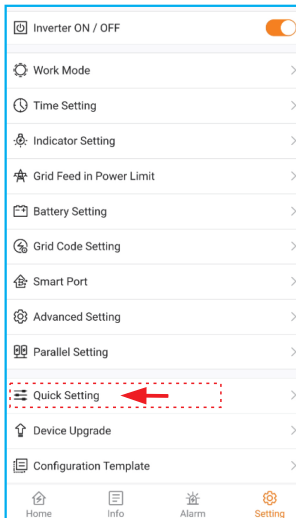 Inverter ON / OFF
Work Mode
Time Setting
Indicator Setting
Grid Feed in Power Limit
Battery Setting
Grid Code Setting
Smart Port
Advanced Setting
Parallel Setting
Quick Setting
Device Upgrade
Configuration Template
Home Info Alarm Setting